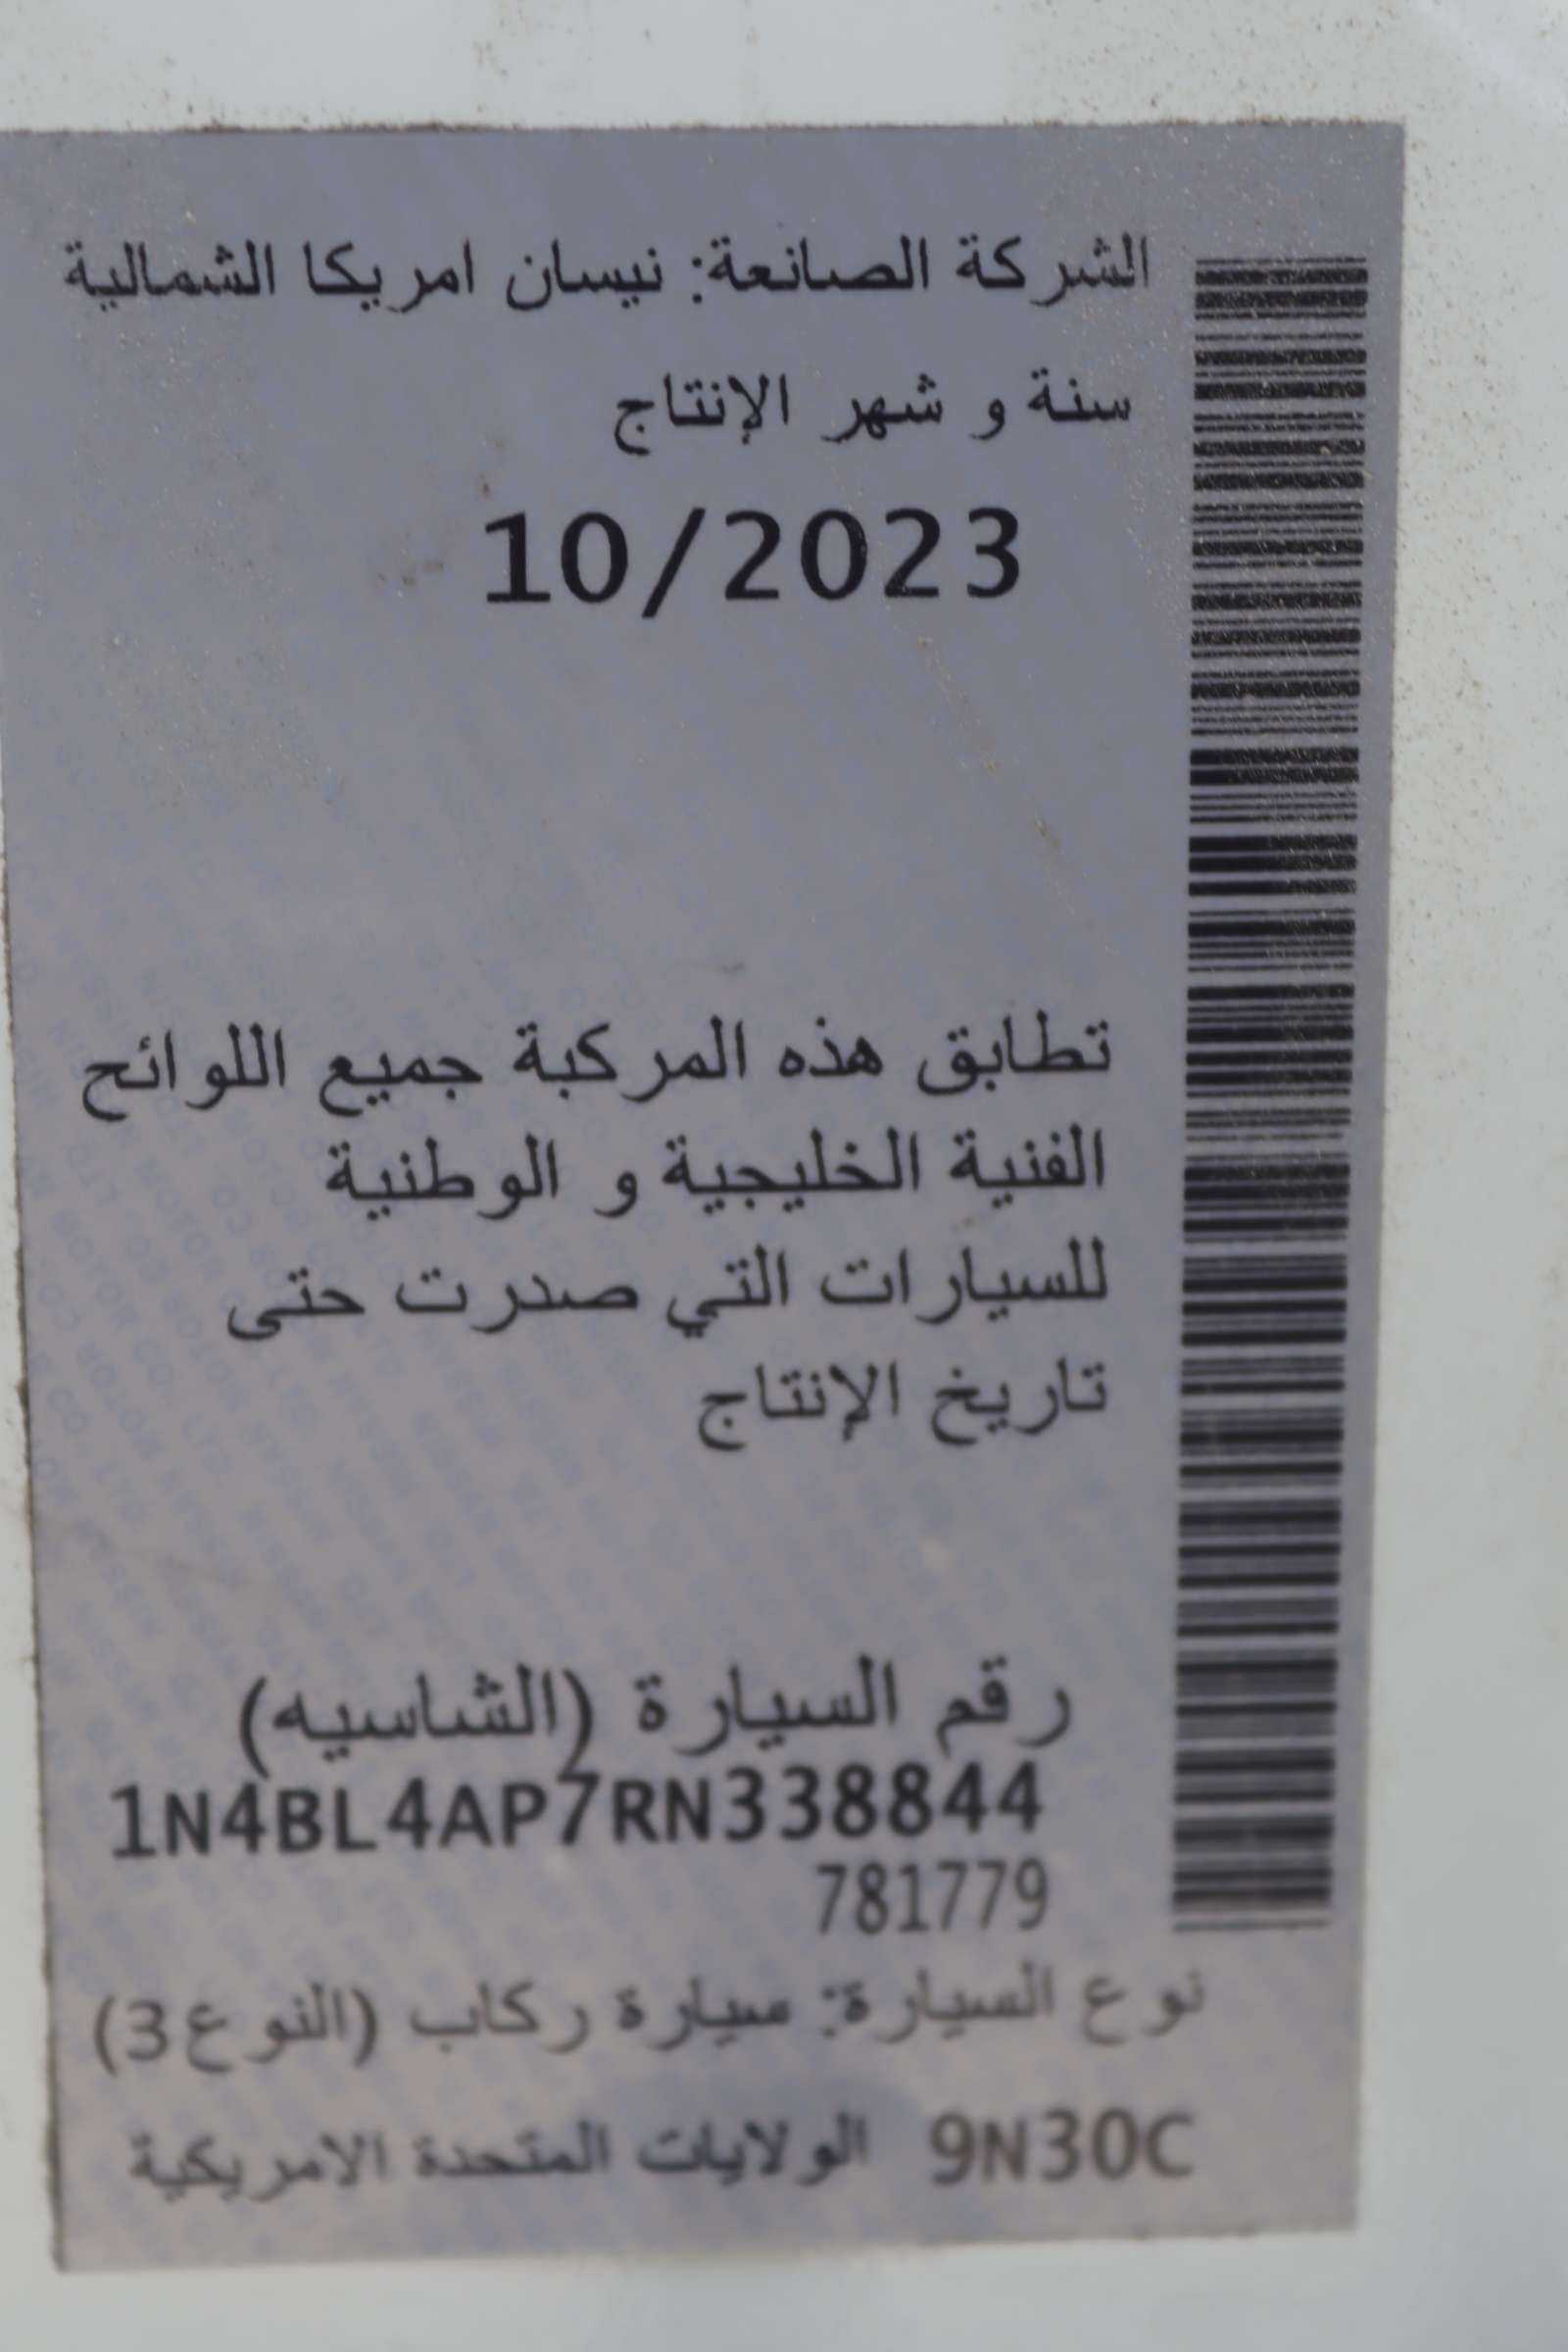 الشركة الصانعة: نيسان امريكا الشمالية
سنة و شهر الإنتاج
10/2023
تطابق هذه المركبة جميع اللوائح
الفنية الخليجية و الوطنية
للسيارات التي صدرت حتى
تاريخ الإنتاج
رقم السيارة (الشاسيه)
1N4BL4AP7RN338844
781779
نوع السيارة: سيارة ركاب (النوع 3)
9N30C الولايات المتحدة الامريكية